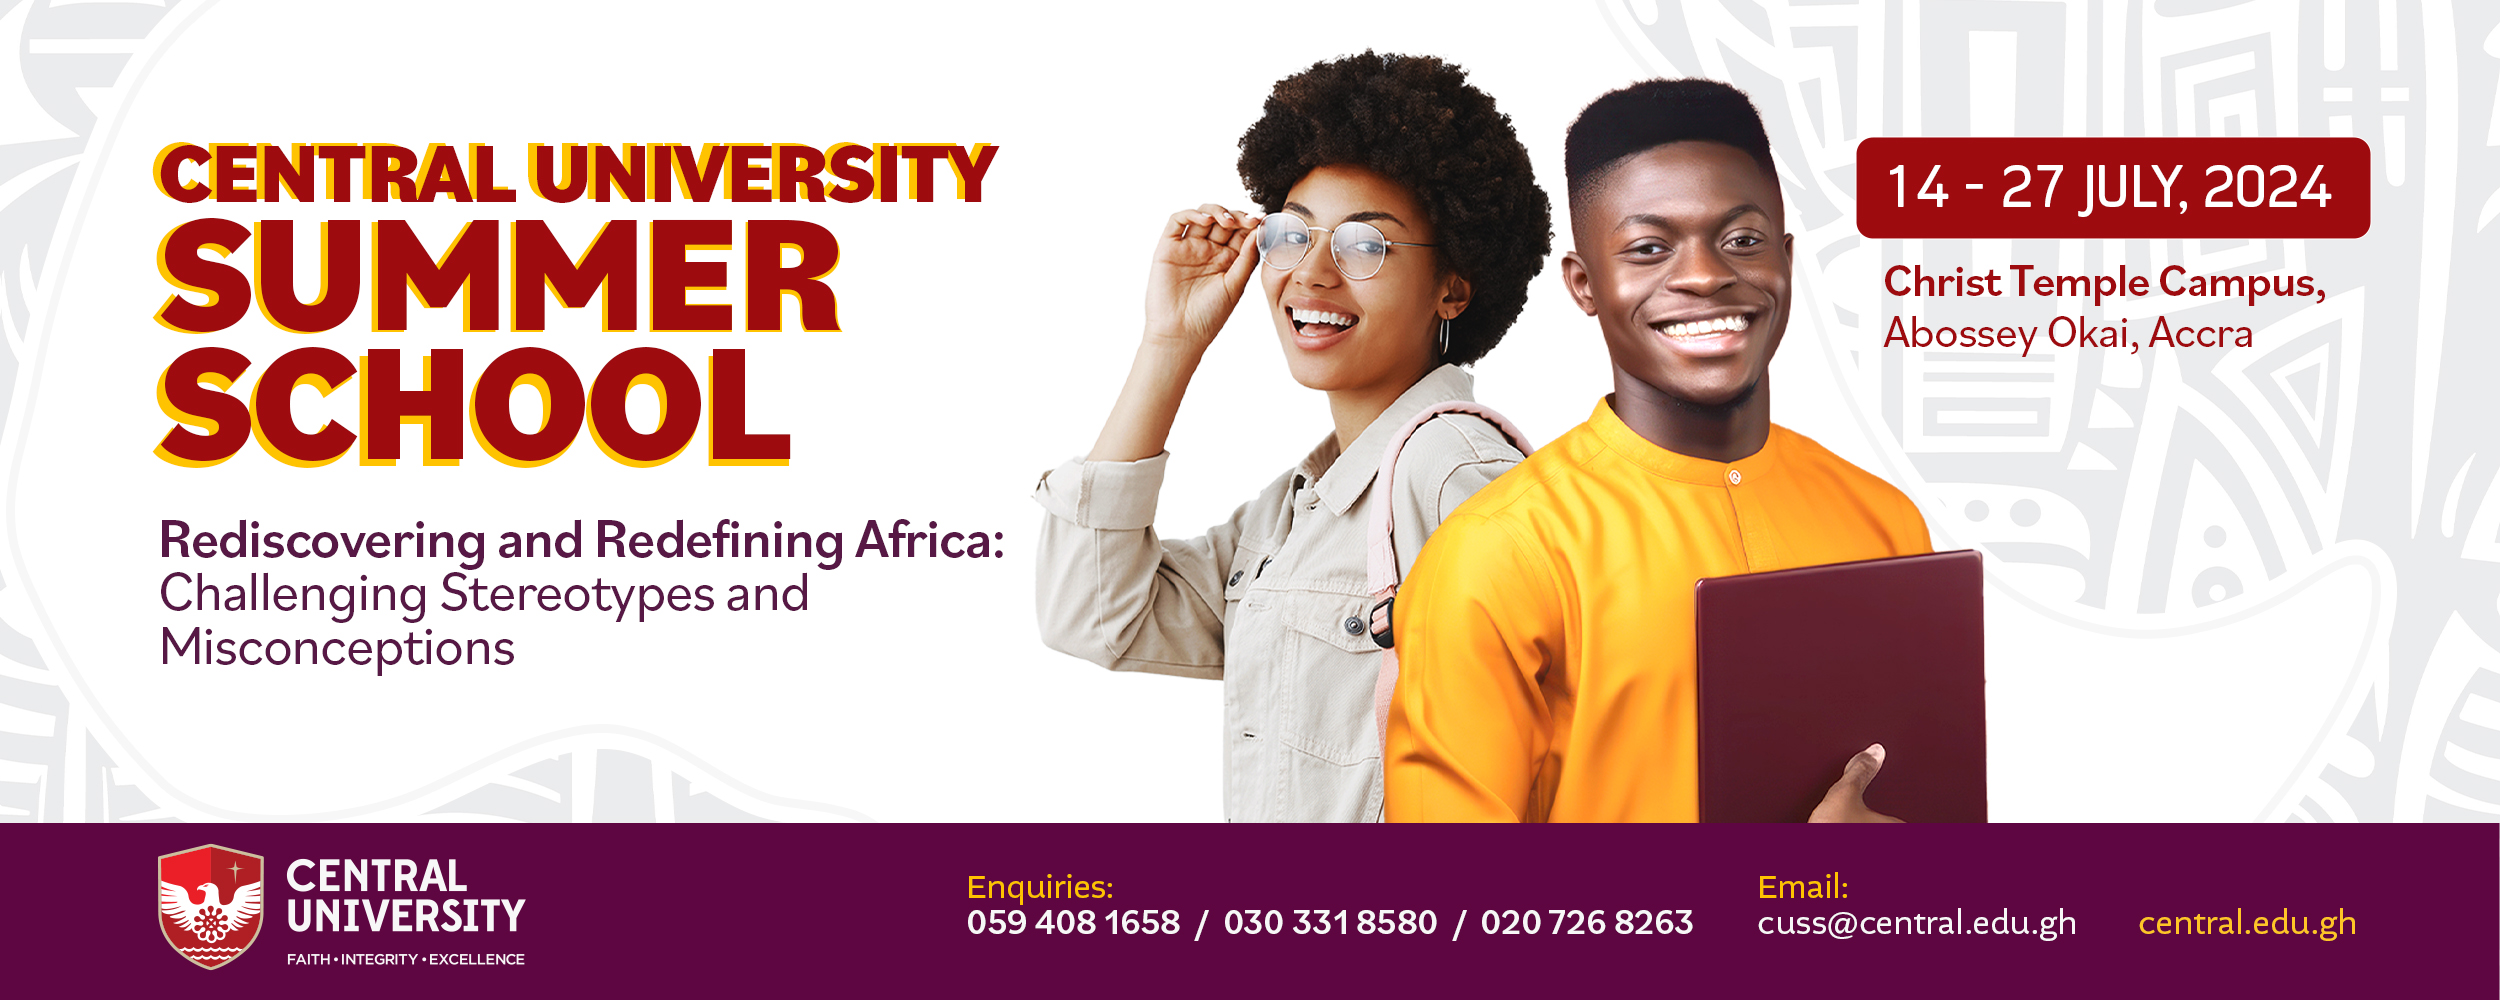 CENTRAL UNIVERSITY
SUMMER
SCHOOL
Rediscovering and Redefining Africa:
Challenging Stereotypes and
Misconceptions
14 - 27 JULY, 2024
Christ Temple Campus,
Abossey Okai, Accra
CENTRAL
UNIVERSITY
FAITH • INTEGRITY • EXCELLENCE
Enquiries:
059 408 1658 / 030 331 8580 / 020 726 8263
Email:
cuss@central.edu.gh
central.edu.gh